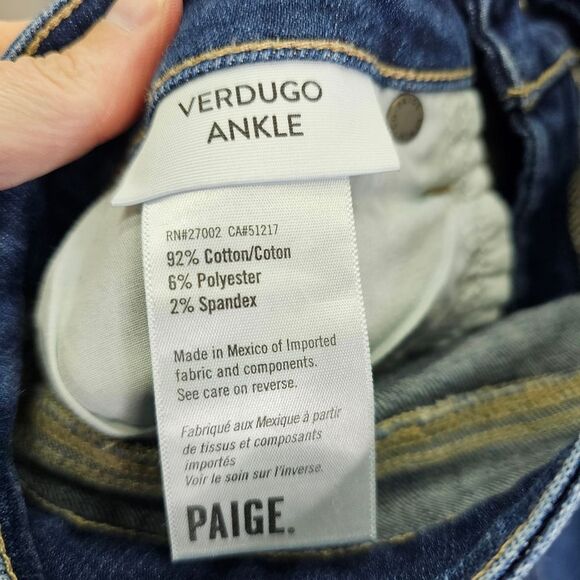 VERDUGO
ANKLE
RN#27002 CA#51217
92% Cotton/Coton
6% Polyester
2% Spandex
Made in Mexico of Imported
fabric and components.
See care on reverse.
Fabriqué aux Mexique à partir
de tissus et composants
importés
Voir le soin sur l'inverse.
PAIGE.